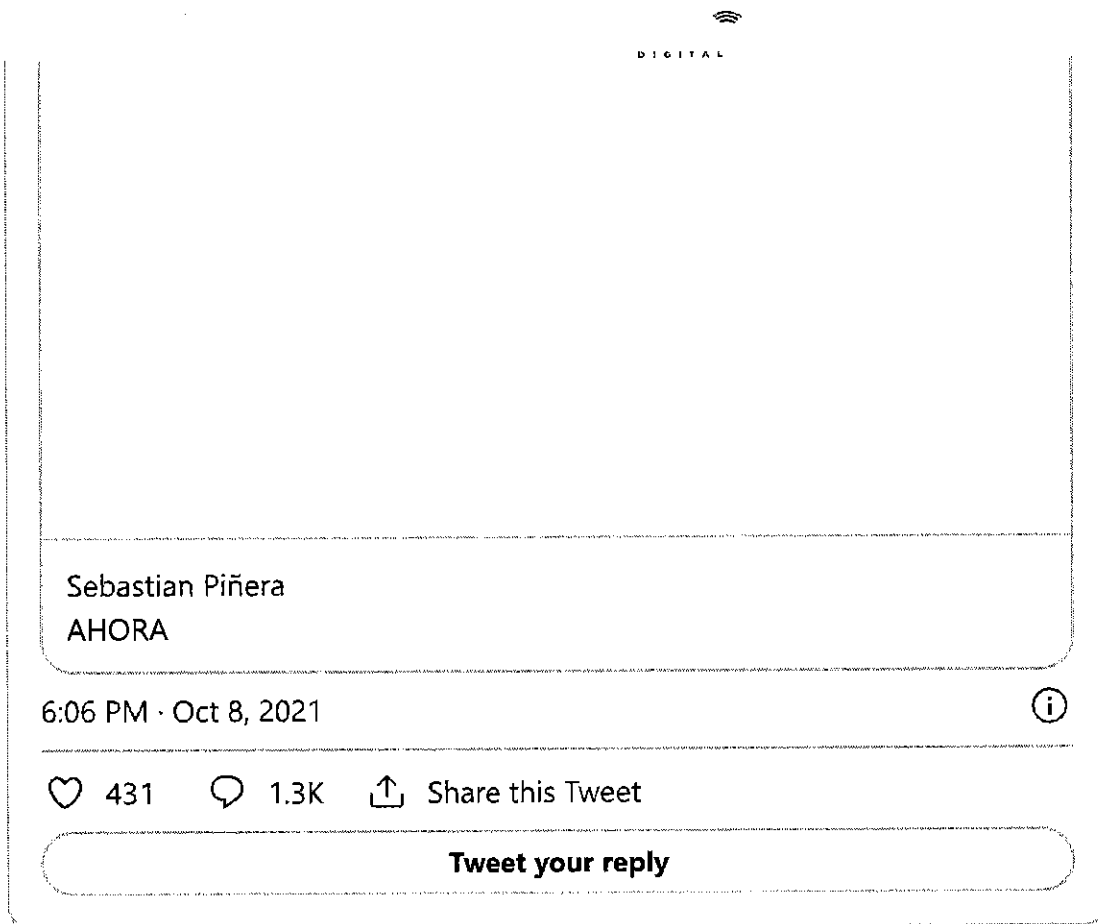 DIGITAL
Sebastian Piñera
AHORA
6:06 PM · Oct 8, 2021
431 1.3K Share this Tweet
Tweet your reply